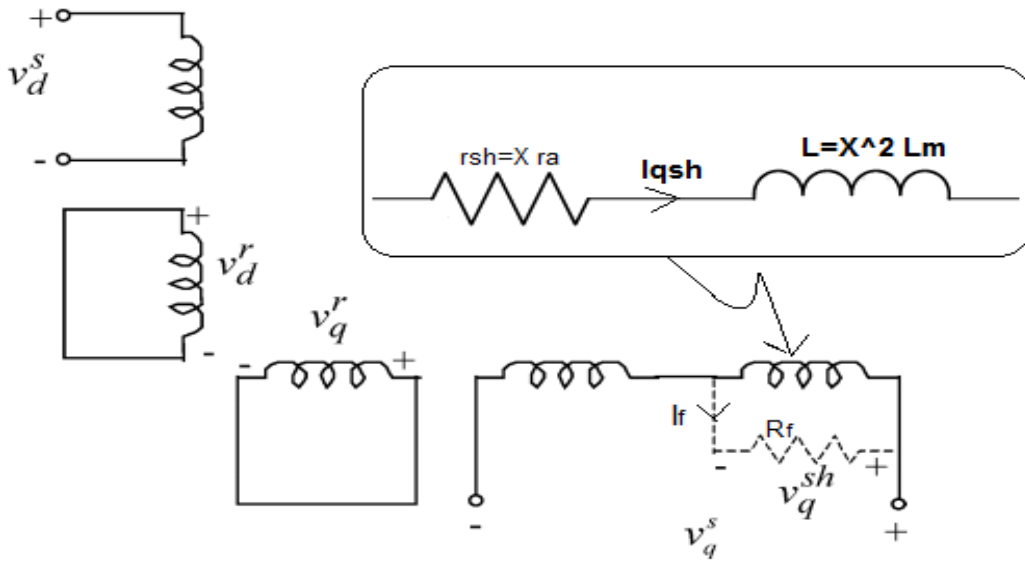 +
v_d^s
-
rsh=X ra
Iqsh
L=X^2 Lm
+
v_d^r
-
v_q^r
-
+
If
Rf
-
+
v_q^sh
-
v_q^s
+